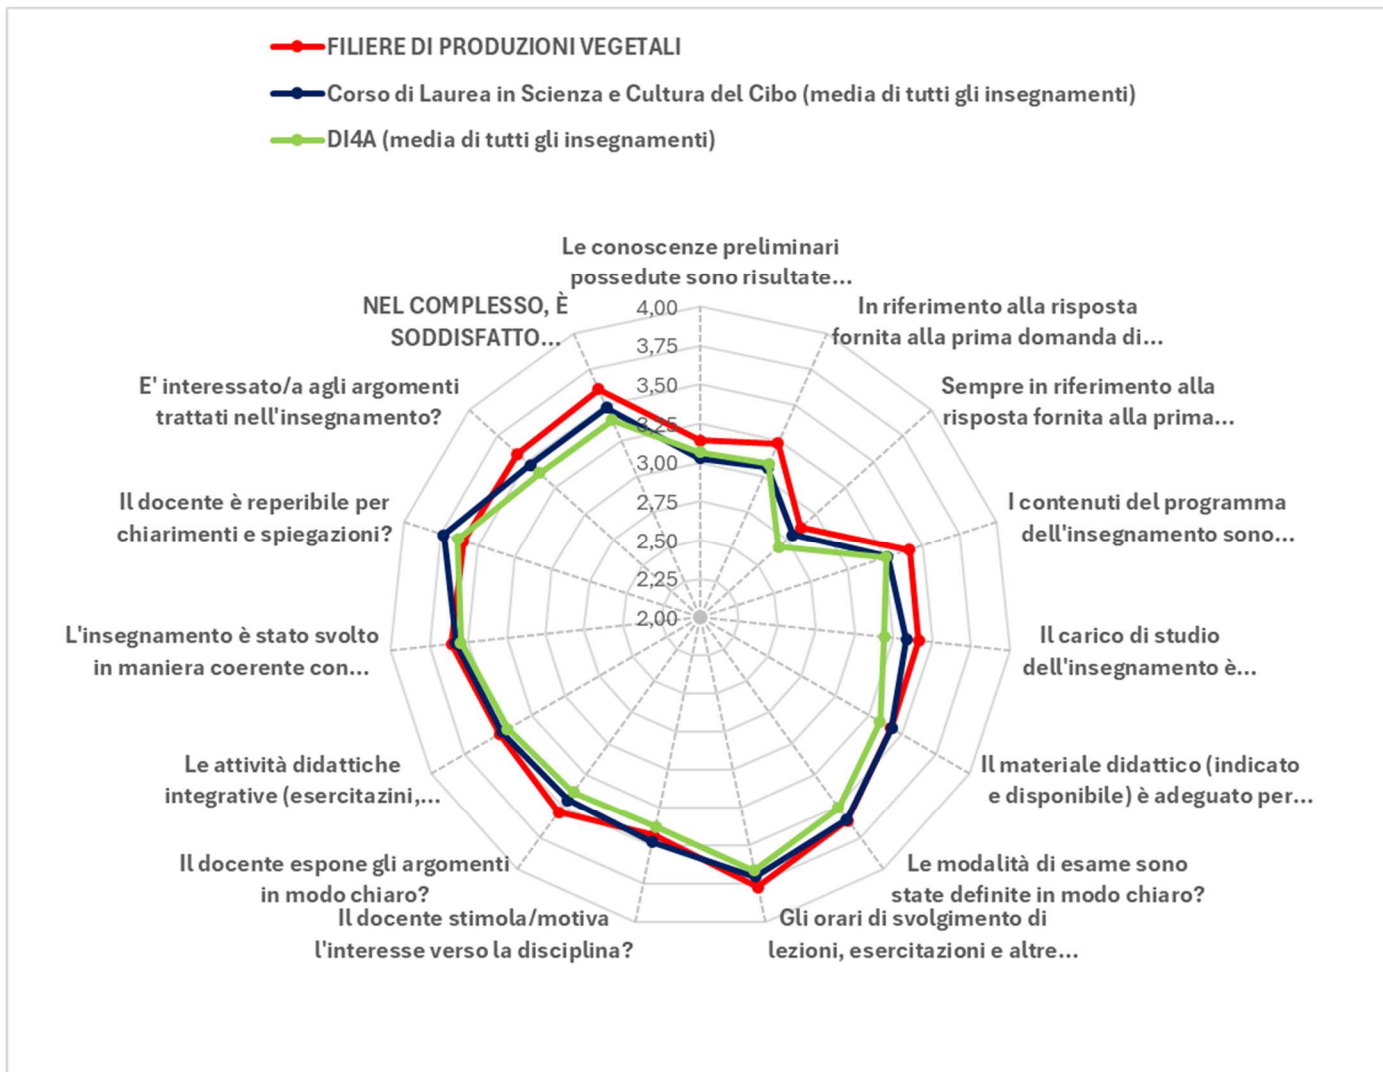 FILIERE DI PRODUZIONI VEGETALI
Corso di Laurea in Scienza e Cultura del Cibo (media di tutti gli insegnamenti)
DI4A (media di tutti gli insegnamenti)
Le conoscenze preliminari
possedute sono risultate...
In riferimento alla risposta
fornita alla prima domanda di...
Sempre in riferimento alla
risposta fornita alla prima...
I contenuti del programma
dell'insegnamento sono...
Il carico di studio
dell'insegnamento è...
Il materiale didattico (indicato
e disponibile) è adeguato per...
Le modalità di esame sono
state definite in modo chiaro?
Gli orari di svolgimento di
lezioni, esercitazioni e altre...
Il docente stimola/motiva
l'interesse verso la disciplina?
Il docente espone gli argomenti
in modo chiaro?
Le attività didattiche
integrative (esercitazini,...
L'insegnamento è stato svolto
in maniera coerente con...
Il docente è reperibile per
chiarimenti e spiegazioni?
E' interessato/a agli argomenti
trattati nell'insegnamento?
NEL COMPLESSO, È
SODDISFATTO...
4,00
3,75
3,50
3,25
3,00
2,75
2,50
2,25
2,00